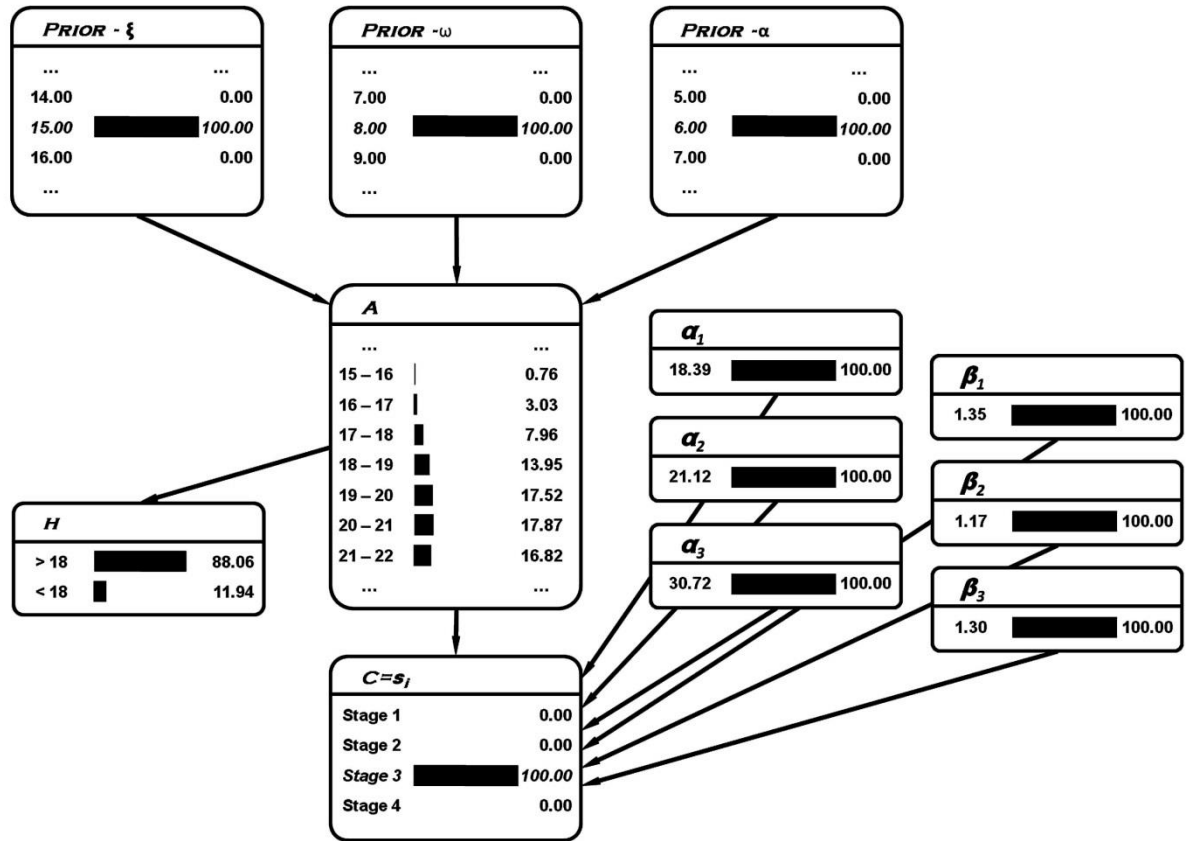 PRIOR - ξ
... ...
14.00 0.00
15.00 100.00
16.00 0.00
...
PRIOR -ω
... ...
7.00 0.00
8.00 100.00
9.00 0.00
...
PRIOR -α
... ...
5.00 0.00
6.00 100.00
7.00 0.00
...
A
... ...
15 – 16 0.76
16 – 17 3.03
17 – 18 7.96
18 – 19 13.95
19 – 20 17.52
20 – 21 17.87
21 – 22 16.82
... ...
α1
18.39 100.00
α2
21.12 100.00
α3
30.72 100.00
β1
1.35 100.00
β2
1.17 100.00
β3
1.30 100.00
H
> 18 88.06
< 18 11.94
C=si
Stage 1 0.00
Stage 2 0.00
Stage 3 100.00
Stage 4 0.00